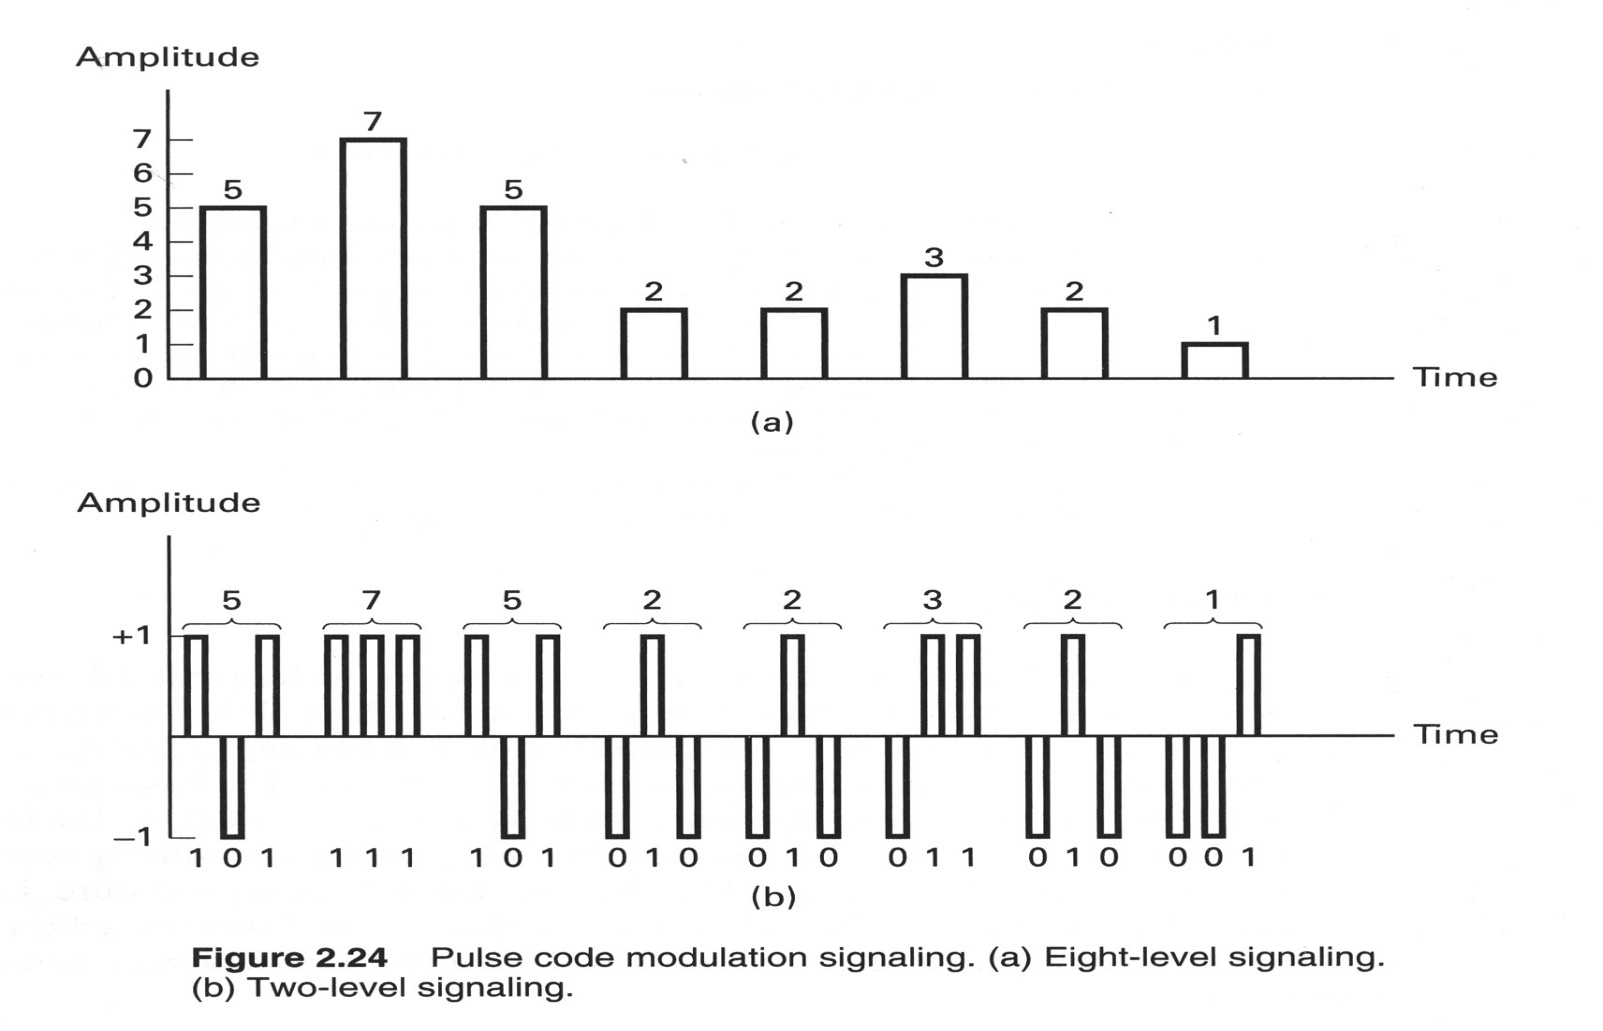 Amplitude
7
7
6
5
5
5
4
3
3
2
2
2
2
1
1
0
Time
(a)
Amplitude
5 7 5 2 2 3 2 1
+1
Time
−1
1 0 1 1 1 1 1 0 1 0 1 0 0 1 0 0 1 1 0 1 0 0 0 1
(b)
Figure 2.24 Pulse code modulation signaling. (a) Eight-level signaling.
(b) Two-level signaling.